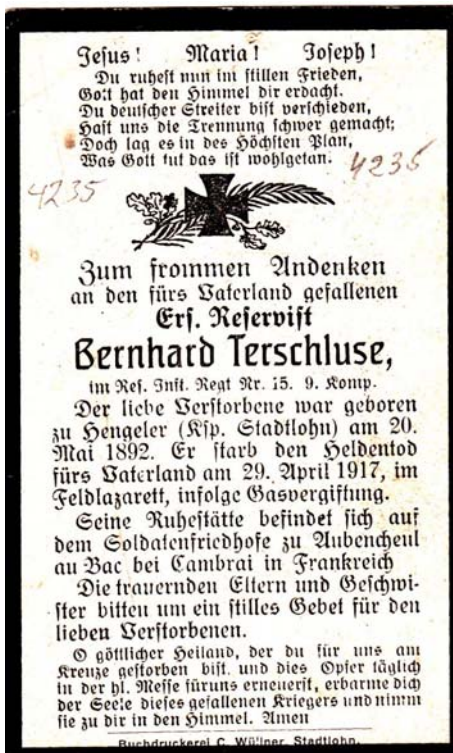 Jesus! Maria! Joseph!
Du ruhest nun im stillen Frieden,
Gott hat den Himmel dir erdacht.
Du deutscher Streiter bist verschieden,
Hast uns die Trennung schwer gemacht;
Doch lag es in des Höchsten Plan,
Was Gott tut das ist wohlgetan.
4235
4235
Zum frommen Andenken
an den fürs Vaterland gefallenen
Ers. Reservist
Bernhard Terschluse,
im Res. Inft. Regt Nr. 15. 9. Komp.
Der liebe Verstorbene war geboren
zu Hengeler (Ksp. Stadtlohn) am 20.
Mai 1892. Er starb den Heldentod
fürs Vaterland am 29. April 1917, im
Feldlazarett, infolge Gasvergiftung.
Seine Ruhestätte befindet sich auf
dem Soldatenfriedhofe zu Aubencheul
au Bac bei Cambrai in Frankreich
Die trauernden Eltern und Geschwi-
ster bitten um ein stilles Gebet für den
lieben Verstorbenen.
O göttlicher Heiland, der du für uns am
Kreuze gestorben bist. und dies Opfer täglich
in der hl. Messe füruns erneuerst, erbarme dich
der Seele dieses gefallenen Kriegers und nimm
sie zu dir in den Himmel. Amen
Buchdruckerei C. Wüllner, Stadtlohn.